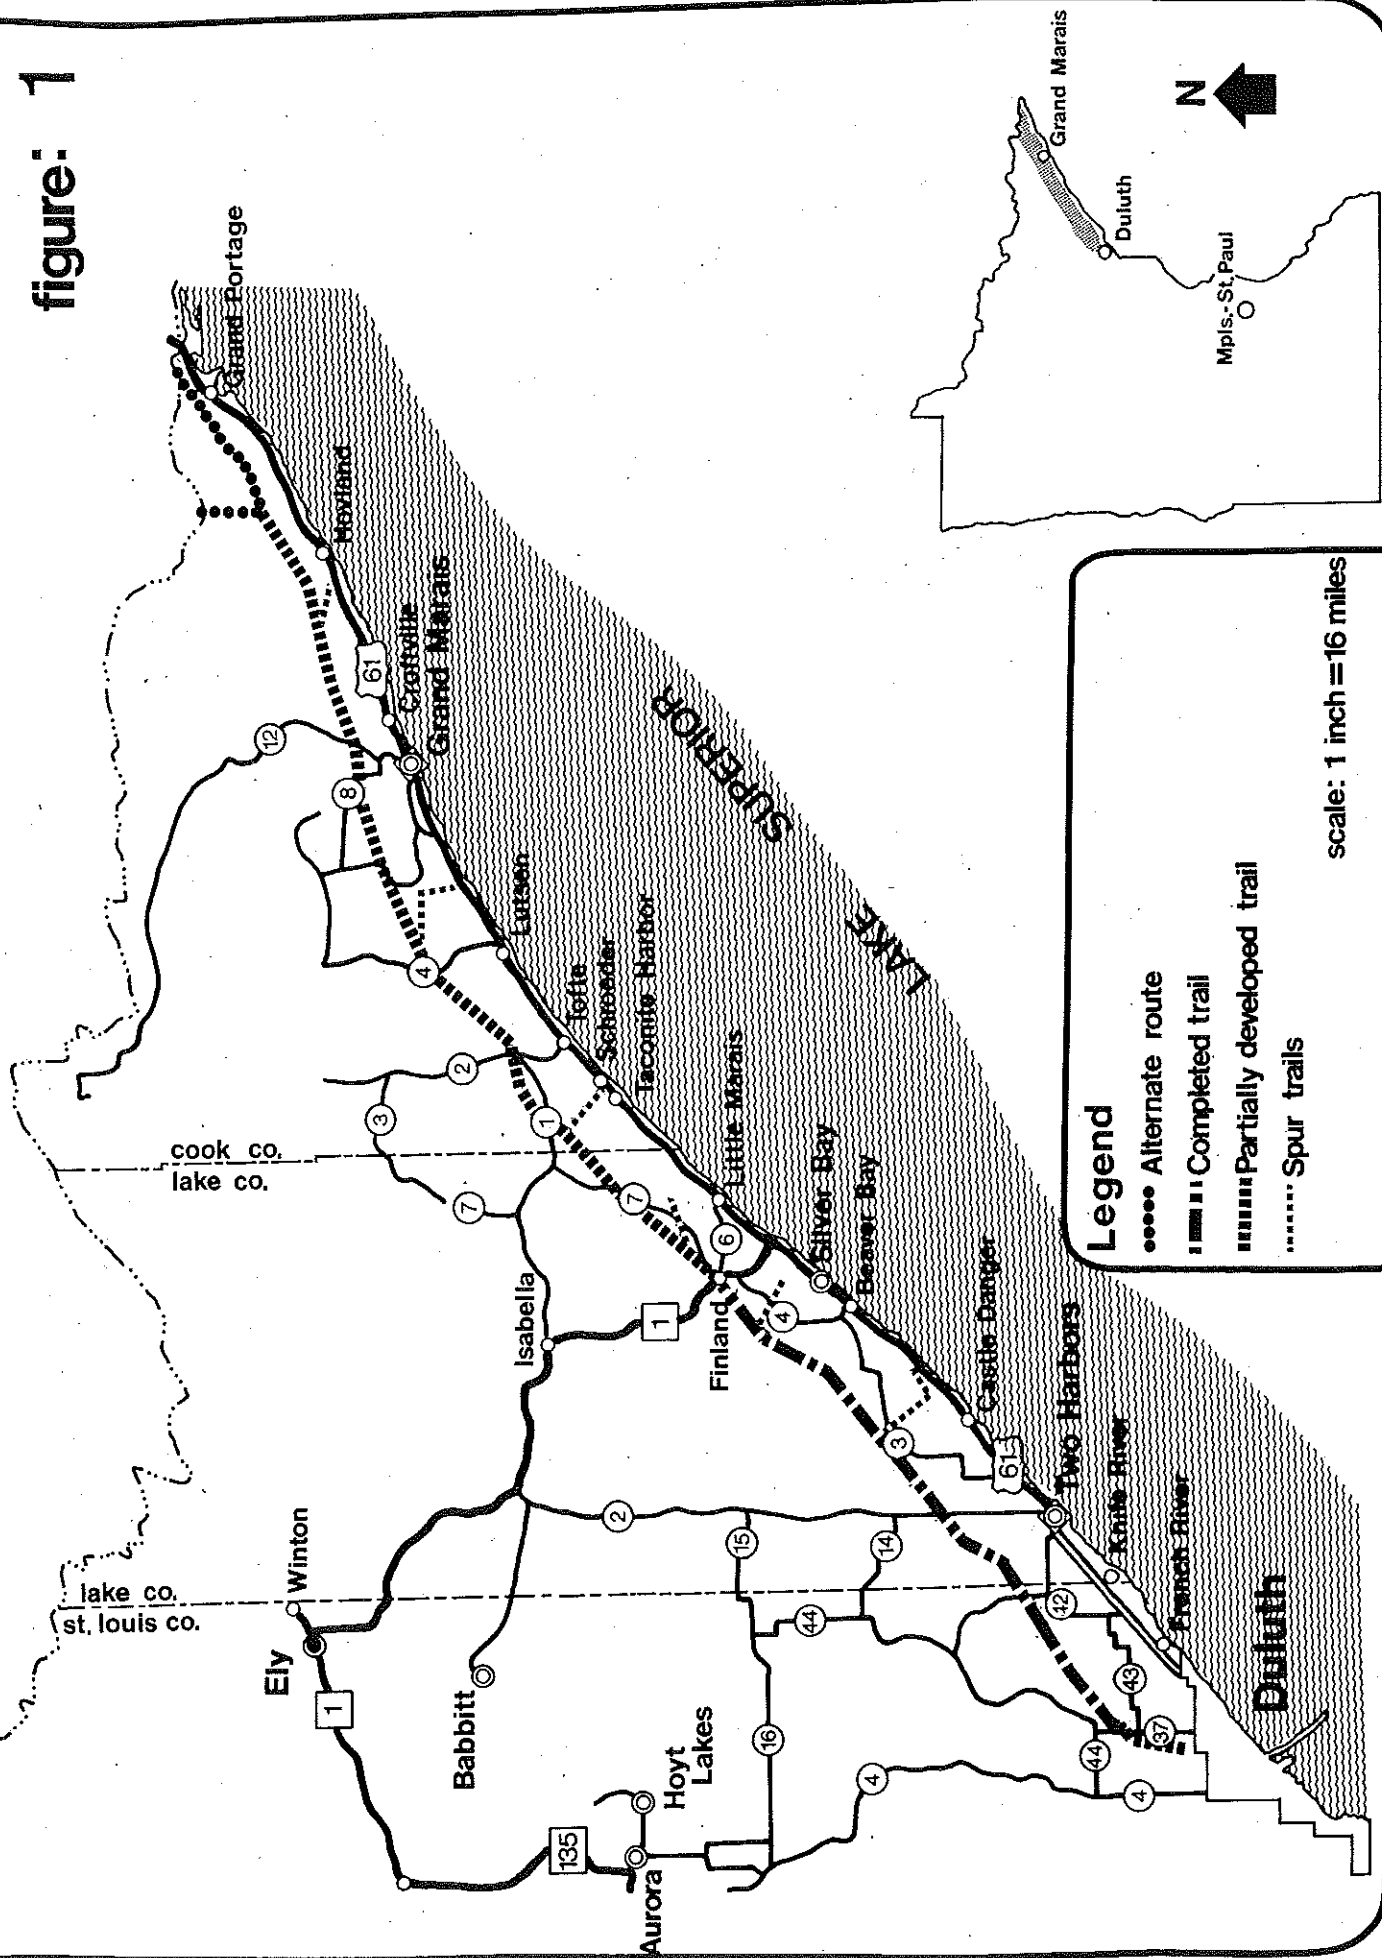 figure: 1
Grand Portage
Hovland
61
Croftville
Grand Marais
12
8
4
Lutsen
Tofte
Schroeder
Taconite Harbor
2
3
1
cook co.
lake co.
7
7
Little Marais
6
Silver Bay
Beaver Bay
4
Isabella
1
Finland
Castle Danger
3
61
Two Harbors
Knife River
French River
Duluth
LAKE SUPERIOR
2
15
14
Winton
lake co.
st. louis co.
Ely
1
Babbitt
44
42
43
37
44
4
4
16
Hoyt
Lakes
135
Aurora
Legend
Alternate route
Completed trail
Partially developed trail
Spur trails
scale: 1 inch=16 miles
Grand Marais
Duluth
Mpls.-St.Paul
N